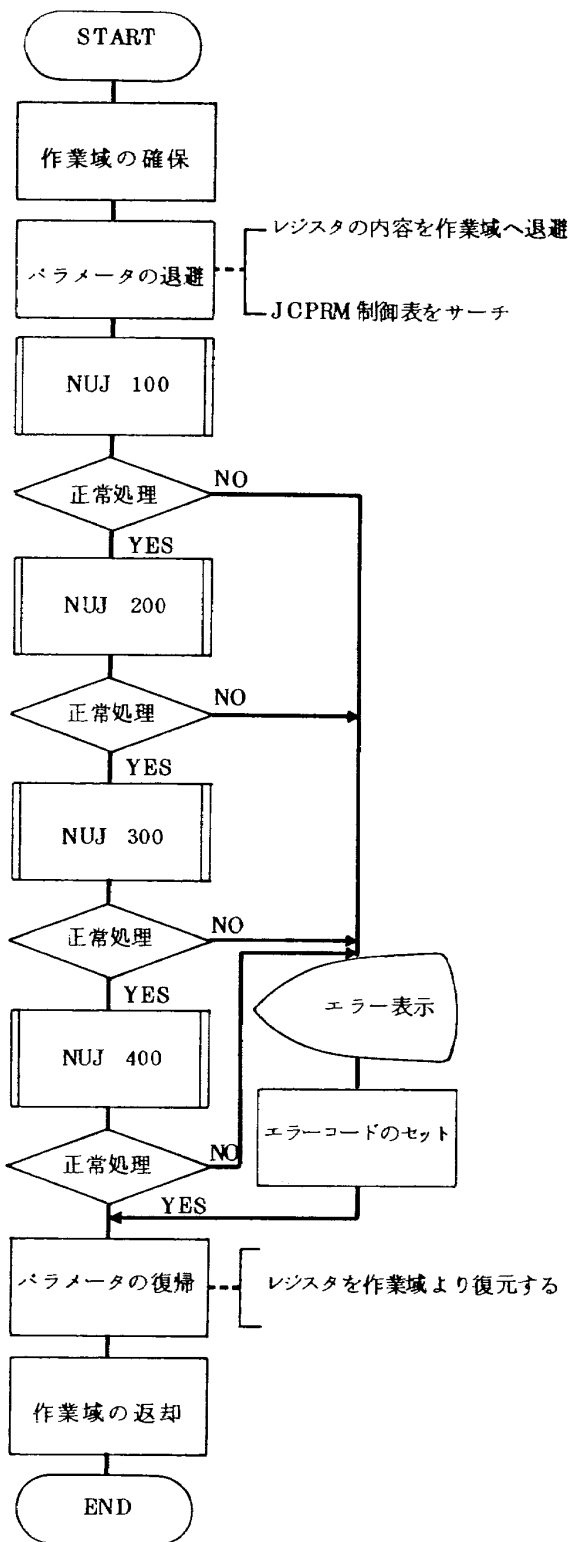 START
作業域の確保
パラメータの退避
レジスタの内容を作業域へ退避
JCPRM制御表をサーチ
NUJ 100
正常処理
NO
YES
NUJ 200
正常処理
NO
YES
NUJ 300
正常処理
NO
YES
エラー表示
NUJ 400
エラーコードのセット
正常処理
NO
YES
パラメータの復帰
レジスタを作業域より復元する
作業域の返却
END